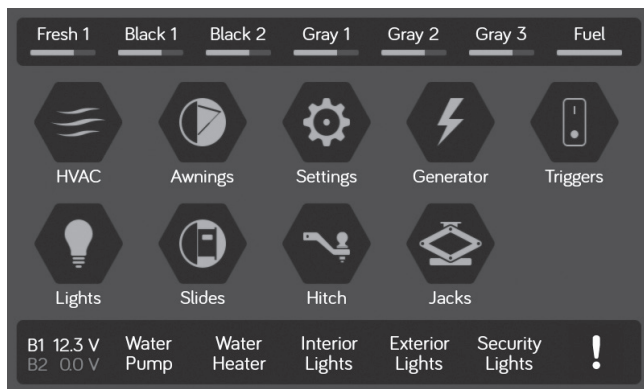 Fresh 1 Black 1 Black 2 Gray 1 Gray 2 Gray 3 Fuel
HVAC Awnings Settings Generator Triggers
Lights Slides Hitch Jacks
B1 12.3 V Water Water Interior Exterior Security !
B2 0.0 V Pump Heater Lights Lights Lights